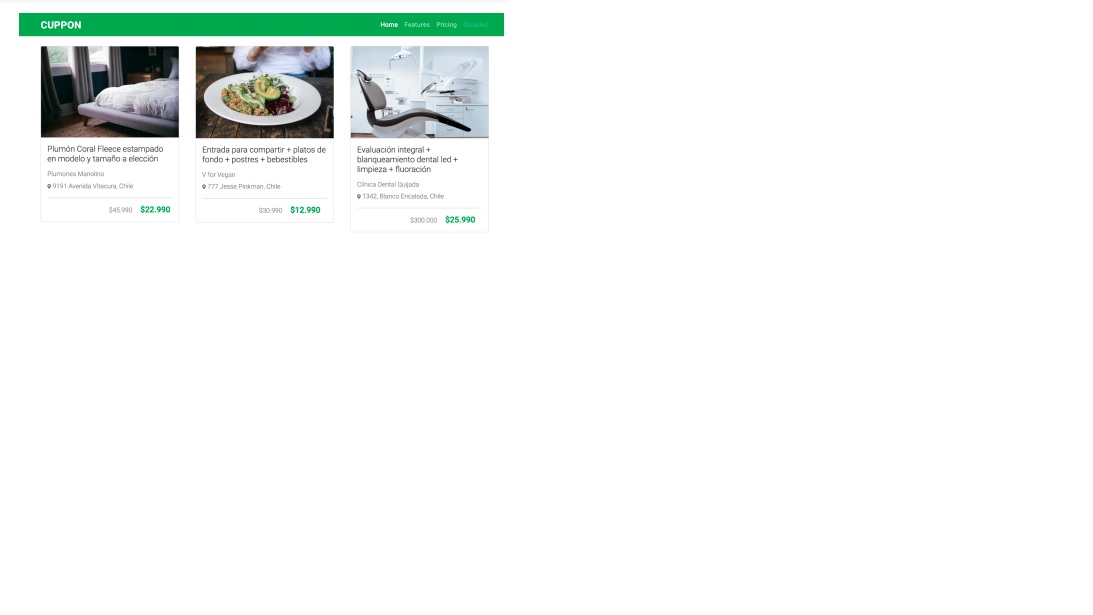 CUPPON
Home Features Pricing Disabled
Plumón Coral Fleece estampado
en modelo y tamaño a elección
Plumones Manolino
9191 Avenida Vitacura, Chile
$45.990 $22.990
Entrada para compartir + platos de
fondo + postres + bebestibles
V for Vegan
777 Jesse Pinkman, Chile
$30.990 $12.990
Evaluación integral +
blanqueamiento dental led +
limpieza + fluoración
Clínica Dental Quijada
1342, Blanco Encalada, Chile
$300.000 $25.990